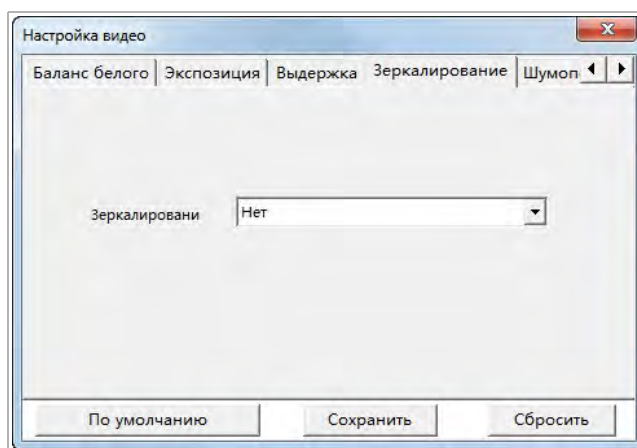 Настройка видео
Баланс белого Экспозиция Выдержка Зеркалирование Шумоп
Зеркалировани Нет
По умолчанию Сохранить Сбросить